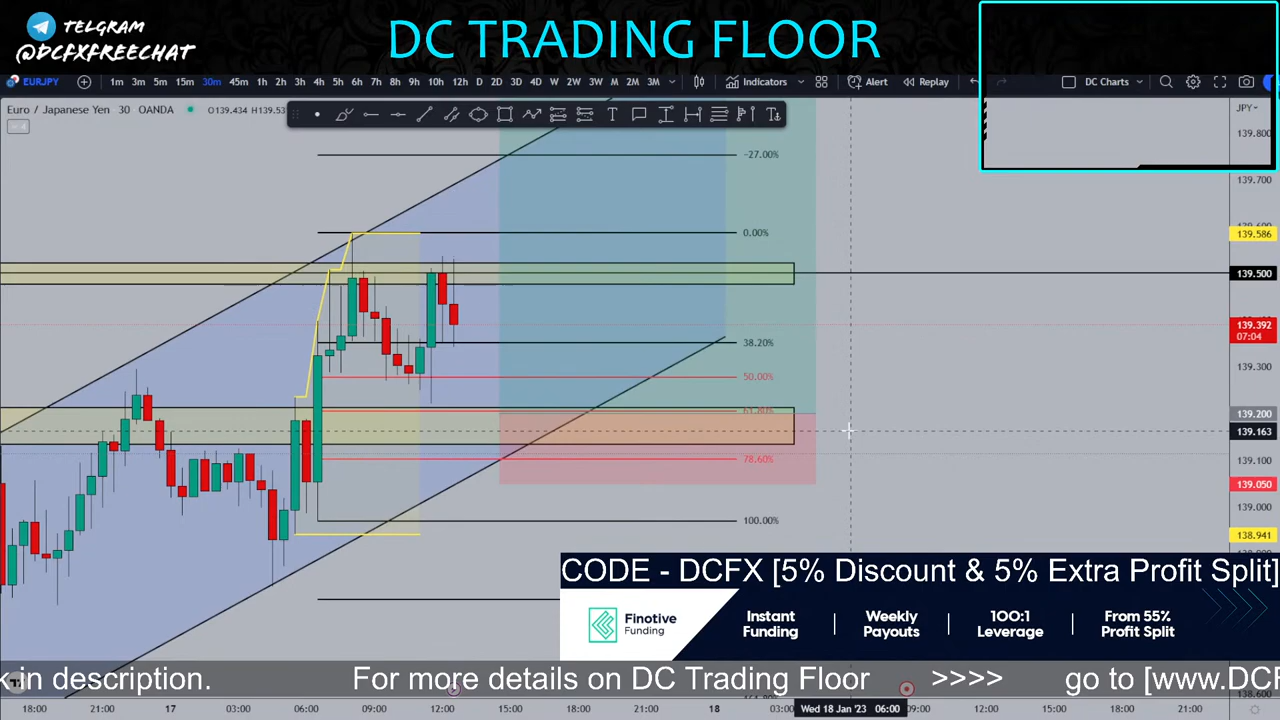 TELGRAM
@DCFXFREECHAT
DC TRADING FLOOR
EURJPY
1m 3m 5m 15m 30m 45m 1h 2h 3h 4h 5h 6h 7h 8h 9h 10h 12h D 2D 3D 4D W 2W 3W M 2M 3M
Indicators
Alert
Replay
DC Charts
Euro / Japanese Yen 30 OANDA
O139.434 H139.53
JPY
139.800
139.700
139.586
139.500
139.392
07:04
139.300
139.200
139.163
139.100
139.050
139.000
138.941
-27.00%
0.00%
38.20%
50.00%
61.80%
78.60%
100.00%
CODE - DCFX [5% Discount & 5% Extra Profit Split]
Finotive
Funding
Instant
Funding
Weekly
Payouts
100:1
Leverage
From 55%
Profit Split
k in description.
For more details on DC Trading Floor >>>> go to [www.DCF
18:00 21:00 17 03:00 06:00 09:00 12:00 15:00 18:00 21:00 18 03:00 Wed 18 Jan '23 06:00 09:00 12:00 15:00 18:00 21:00